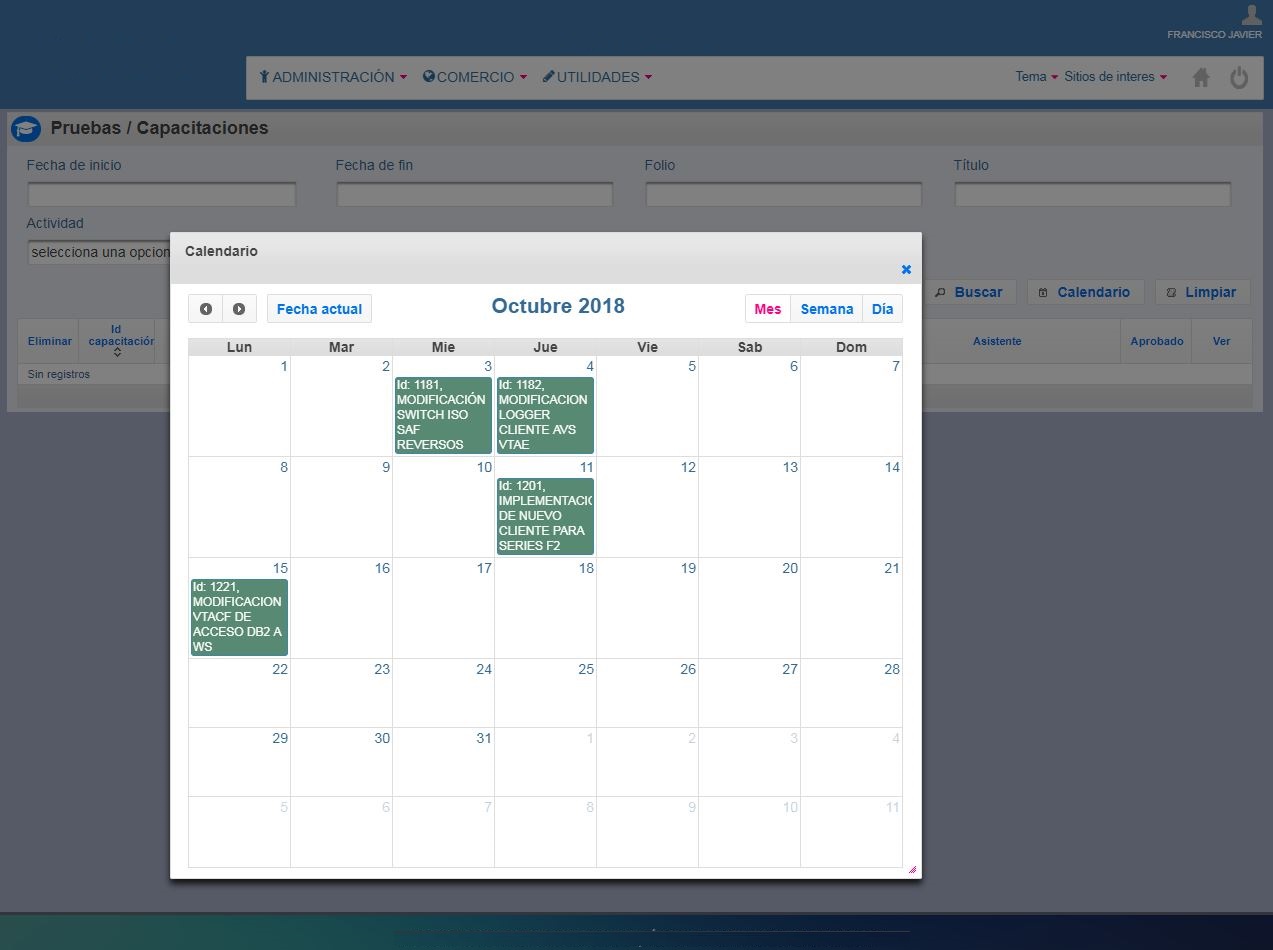 FRANCISCO JAVIER
ADMINISTRACIÓN COMERCIO UTILIDADES Tema Sitios de interes
Pruebas / Capacitaciones
Fecha de inicio Fecha de fin Folio Título
Actividad
selecciona una opcion
Buscar Calendario Limpiar
Eliminar Id capacitación Asistente Aprobado Ver
Sin registros
Calendario
Fecha actual Octubre 2018 Mes Semana Día
Lun Mar Mie Jue Vie Sab Dom
1 2 3 4 5 6 7
Id: 1181,
MODIFICACIÓN
SWITCH ISO
SAF
REVERSOS
Id: 1182,
MODIFICACION
LOGGER
CLIENTE AVS
VTAE
8 9 10 11 12 13 14
Id: 1201,
IMPLEMENTACIO
DE NUEVO
CLIENTE PARA
SERIES F2
15 16 17 18 19 20 21
Id: 1221,
MODIFICACION
VTACF DE
ACCESO DB2 A
WS
22 23 24 25 26 27 28
29 30 31 1 2 3 4
5 6 7 8 9 10 11